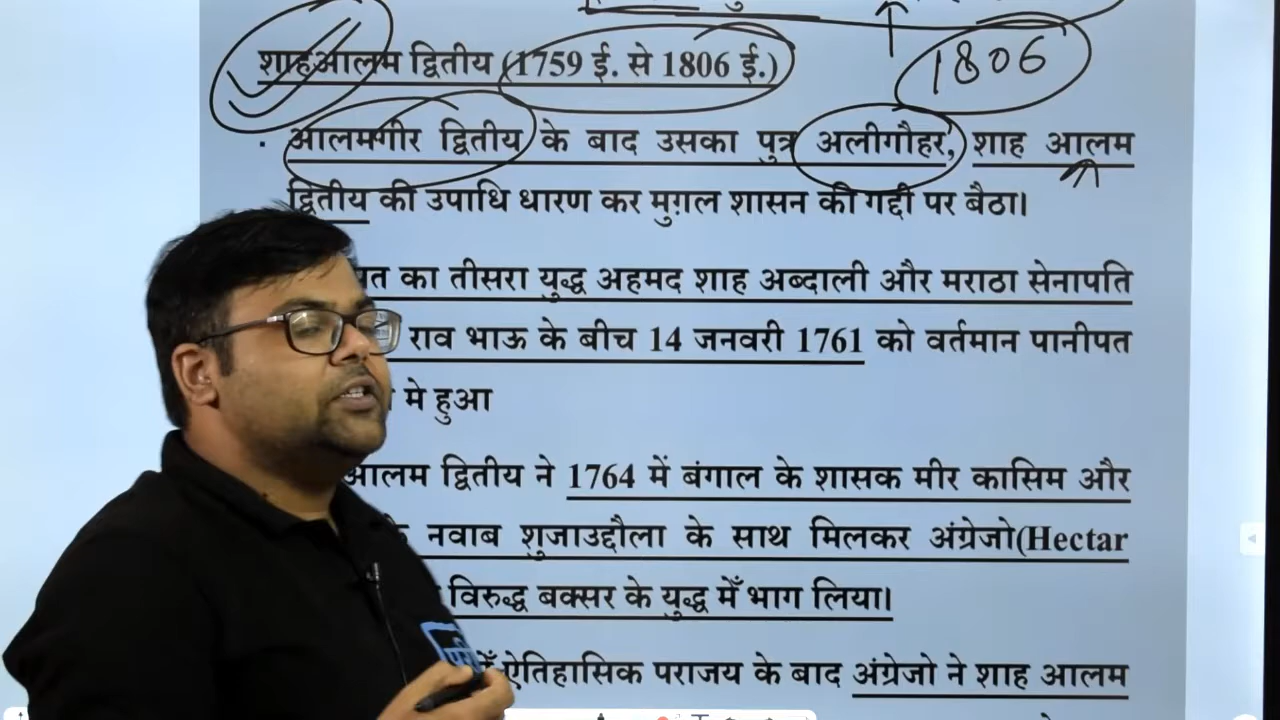 शाहआलम द्वितीय (1759 ई. से 1806 ई.)
1806
आलमगीर द्वितीय के बाद उसका पुत्र अलीगौहर, शाह आलम
द्वितीय की उपाधि धारण कर मुग़ल शासन की गद्दी पर बैठा।
का तीसरा युद्ध अहमद शाह अब्दाली और मराठा सेनापति
राव भाऊ के बीच 14 जनवरी 1761 को वर्तमान पानीपत
मे हुआ
आलम द्वितीय ने 1764 में बंगाल के शासक मीर कासिम और
नवाब शुजाउद्दौला के साथ मिलकर अंग्रेजो(Hectar
विरुद्ध बक्सर के युद्ध मेँ भाग लिया।
ऐतिहासिक पराजय के बाद अंग्रेजो ने शाह आलम